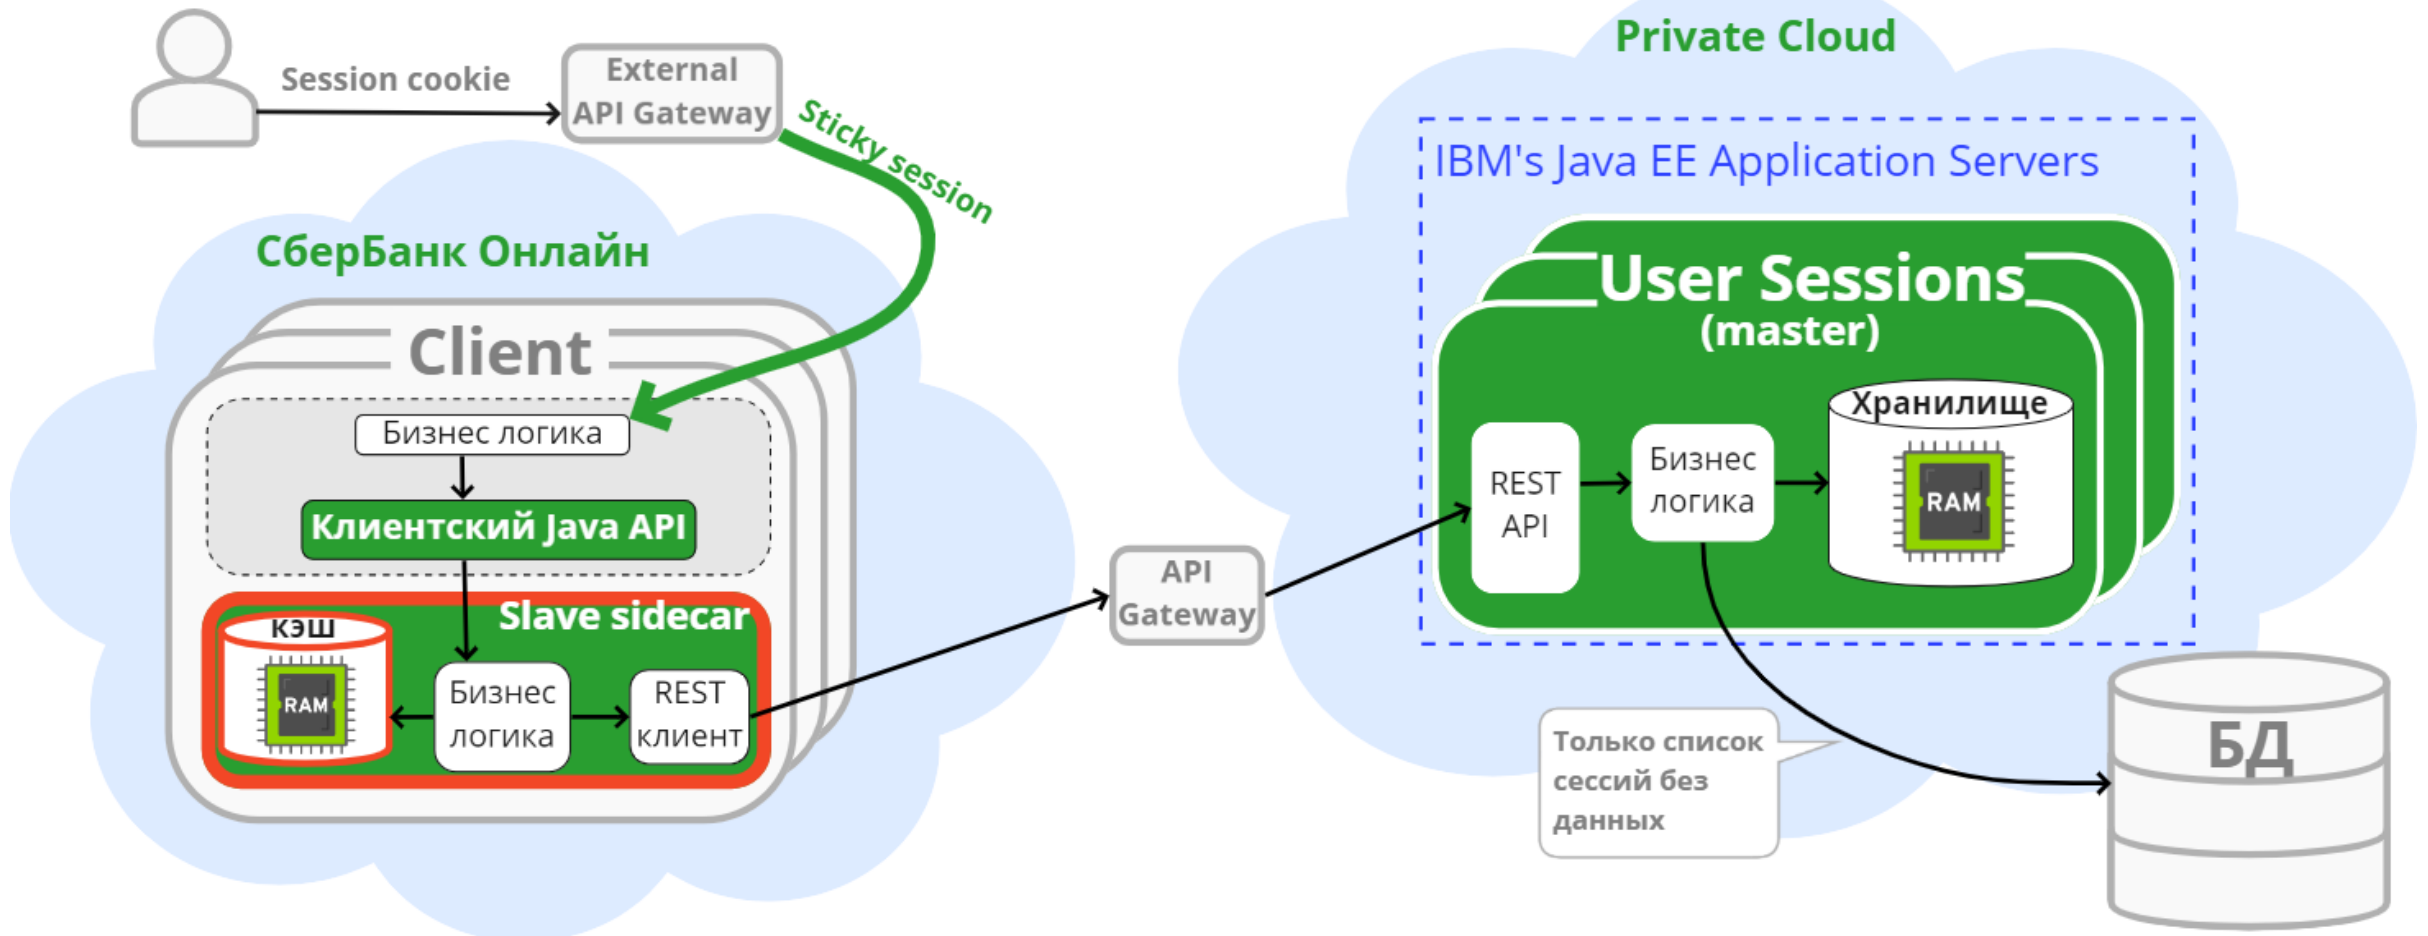 Session cookie
External
API Gateway
Sticky session
СберБанк Онлайн
Client
Бизнес логика
Клиентский Java API
Slave sidecar
КЭШ
RAM
Бизнес
логика
REST
клиент
API
Gateway
Private Cloud
IBM's Java EE Application Servers
User Sessions
(master)
REST
API
Бизнес
логика
Хранилище
RAM
Только список
сессий без
данных
БД